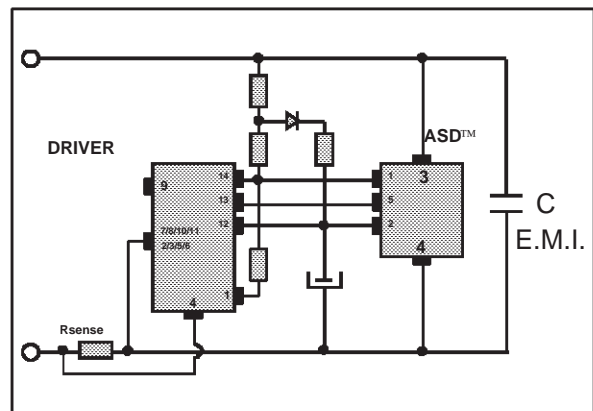 DRIVER
ASD™
9
14
13
12
7/8/10/11
2/3/5/6
1
4
1
5
2
3
4
C
E.M.I.
Rsense